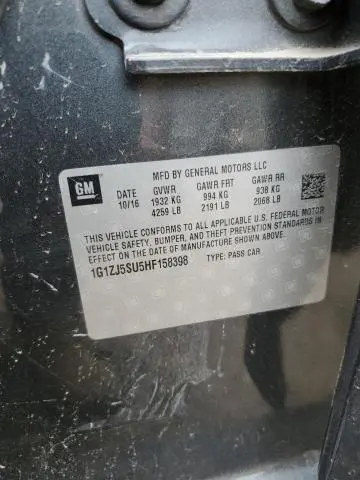 MFD BY GENERAL MOTORS LLC
GM
DATE GVWR GAWR FRT GAWR RR
10/16 1932 KG 994 KG 938 KG
4259 LB 2191 LB 2068 LB
THIS VEHICLE CONFORMS TO ALL APPLICABLE U.S. FEDERAL MOTOR
VEHICLE SAFETY, BUMPER, AND THEFT PREVENTION STANDARDS IN
EFFECT ON THE DATE OF MANUFACTURE SHOWN ABOVE.
1G1ZJ5SU5HF158398 TYPE: PASS CAR